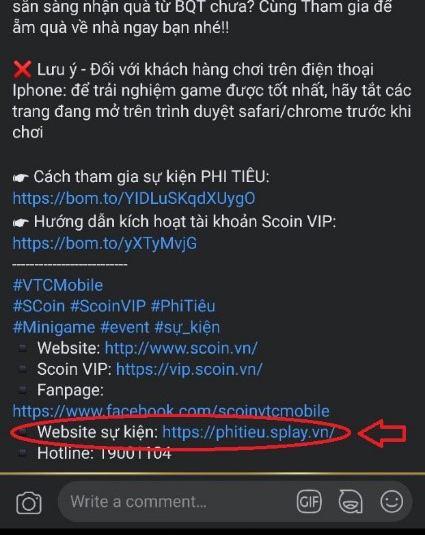 sẵn sàng nhận quà từ BQT chưa? Cùng Tham gia để
ẵm quà về nhà ngay bạn nhé!!
❌ Lưu ý - Đối với khách hàng chơi trên điện thoại
Iphone: để trải nghiệm game được tốt nhất, hãy tắt các
trang đang mở trên trình duyệt safari/chrome trước khi
chơi
☛ Cách tham gia sự kiện PHI TIÊU:
https://bom.to/YIDLuSKqdXUygO
☛ Hướng dẫn kích hoạt tài khoản Scoin VIP:
https://bom.to/yXTyMvjG
--------------------------
#VTCMobile
#SCoin #ScoinVIP #PhiTiêu
#Minigame #event #sự_kiện
▪ Website: http://www.scoin.vn/
▪ Scoin VIP: https://vip.scoin.vn/
▪ Fanpage:
https://www.facebook.com/scoinvtcmobile
▪ Website sự kiện: https://phitieu.splay.vn/
▪ Hotline: 19001104
Write a comment...
GIF